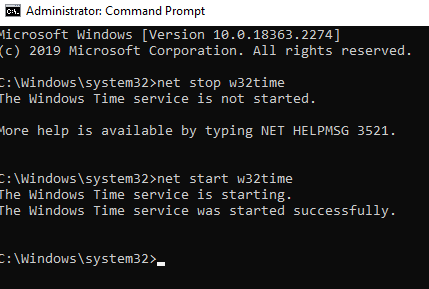 Administrator: Command Prompt
Microsoft Windows [Version 10.0.18363.2274]
(c) 2019 Microsoft Corporation. All rights reserved.
C:\Windows\system32>net stop w32time
The Windows Time service is not started.
More help is available by typing NET HELPMSG 3521.
C:\Windows\system32>net start w32time
The Windows Time service is starting.
The Windows Time service was started successfully.
C:\Windows\system32>